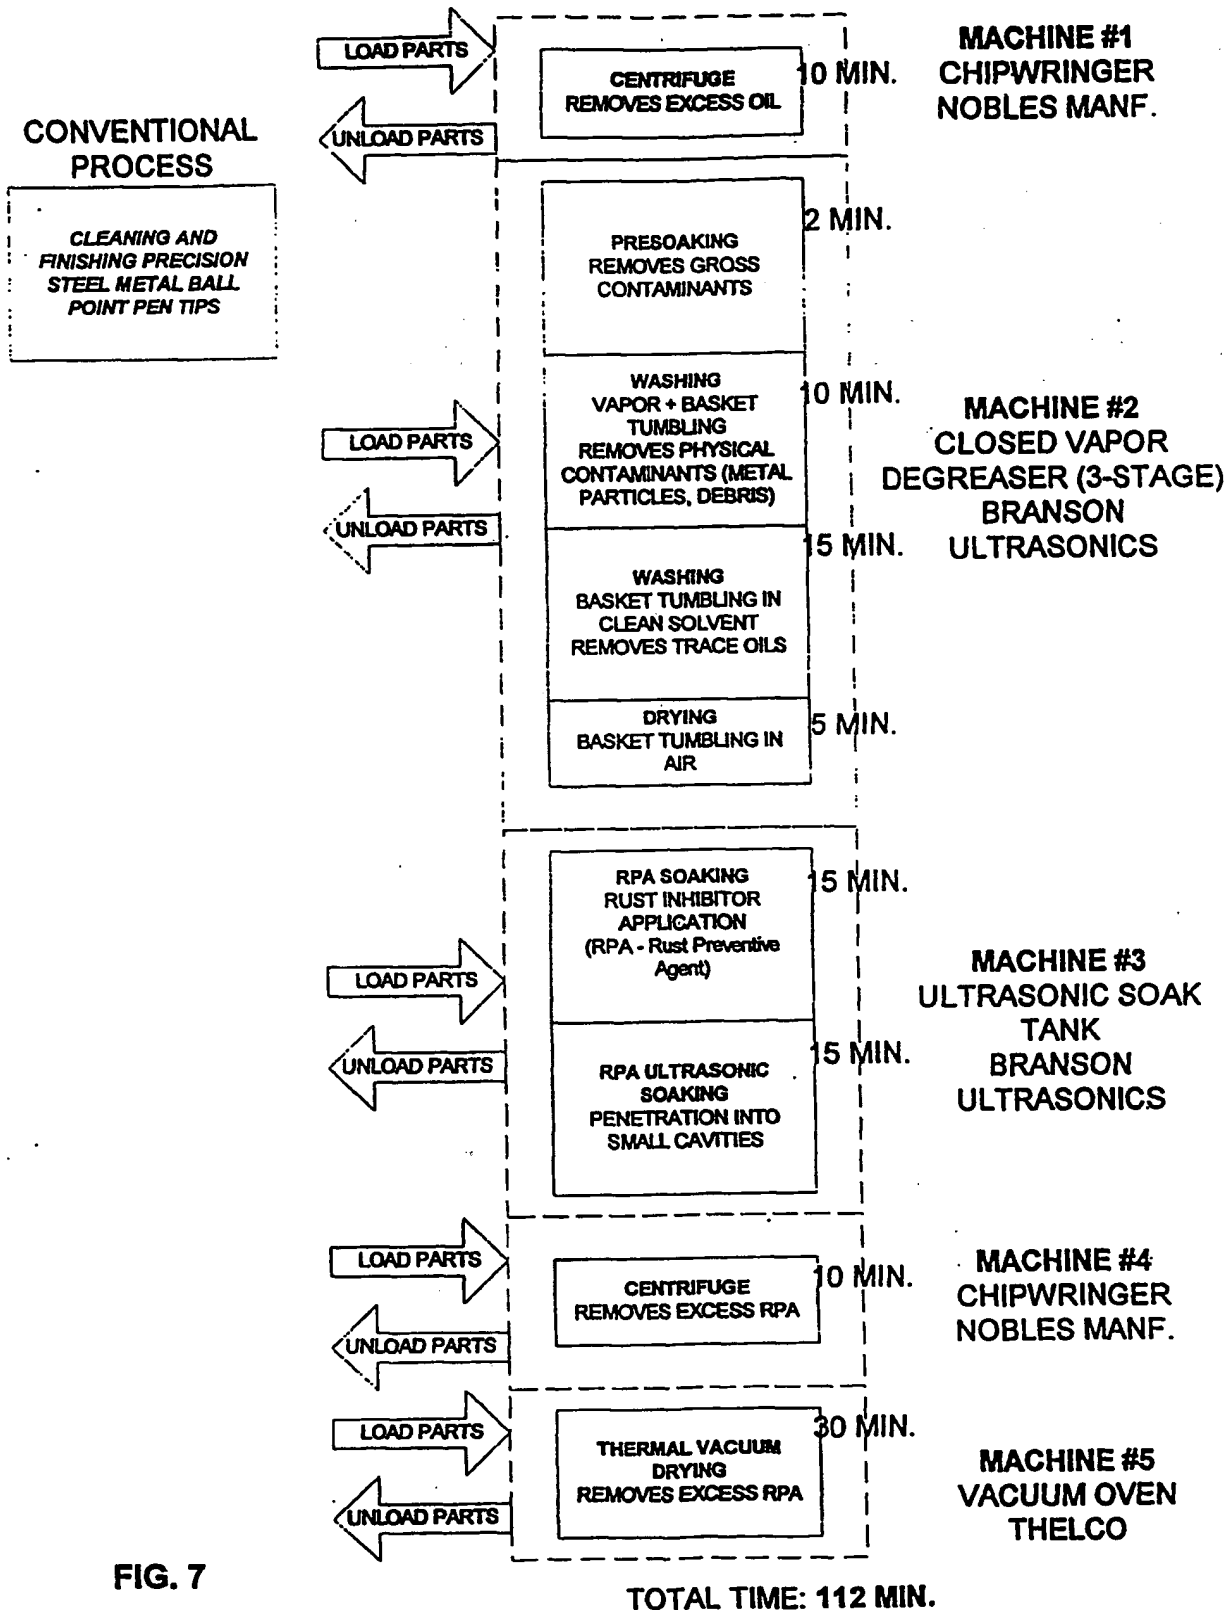 LOAD PARTS
UNLOAD PARTS
CENTRIFUGE
REMOVES EXCESS OIL
10 MIN.
MACHINE #1
CHIPWRINGER
NOBLES MANF.
CONVENTIONAL
PROCESS
CLEANING AND
FINISHING PRECISION
STEEL METAL BALL
POINT PEN TIPS
PRESOAKING
REMOVES GROSS
CONTAMINANTS
2 MIN.
LOAD PARTS
UNLOAD PARTS
WASHING
VAPOR + BASKET
TUMBLING
REMOVES PHYSICAL
CONTAMINANTS (METAL
PARTICLES, DEBRIS)
10 MIN.
WASHING
BASKET TUMBLING IN
CLEAN SOLVENT
REMOVES TRACE OILS
15 MIN.
DRYING
BASKET TUMBLING IN
AIR
5 MIN.
MACHINE #2
CLOSED VAPOR
DEGREASER (3-STAGE)
BRANSON
ULTRASONICS
LOAD PARTS
UNLOAD PARTS
RPA SOAKING
RUST INHIBITOR
APPLICATION
(RPA - Rust Preventive
Agent)
15 MIN.
RPA ULTRASONIC
SOAKING
PENETRATION INTO
SMALL CAVITIES
15 MIN.
MACHINE #3
ULTRASONIC SOAK
TANK
BRANSON
ULTRASONICS
LOAD PARTS
UNLOAD PARTS
CENTRIFUGE
REMOVES EXCESS RPA
10 MIN.
MACHINE #4
CHIPWRINGER
NOBLES MANF.
LOAD PARTS
UNLOAD PARTS
THERMAL VACUUM
DRYING
REMOVES EXCESS RPA
30 MIN.
MACHINE #5
VACUUM OVEN
THELCO
FIG. 7
TOTAL TIME: 112 MIN.